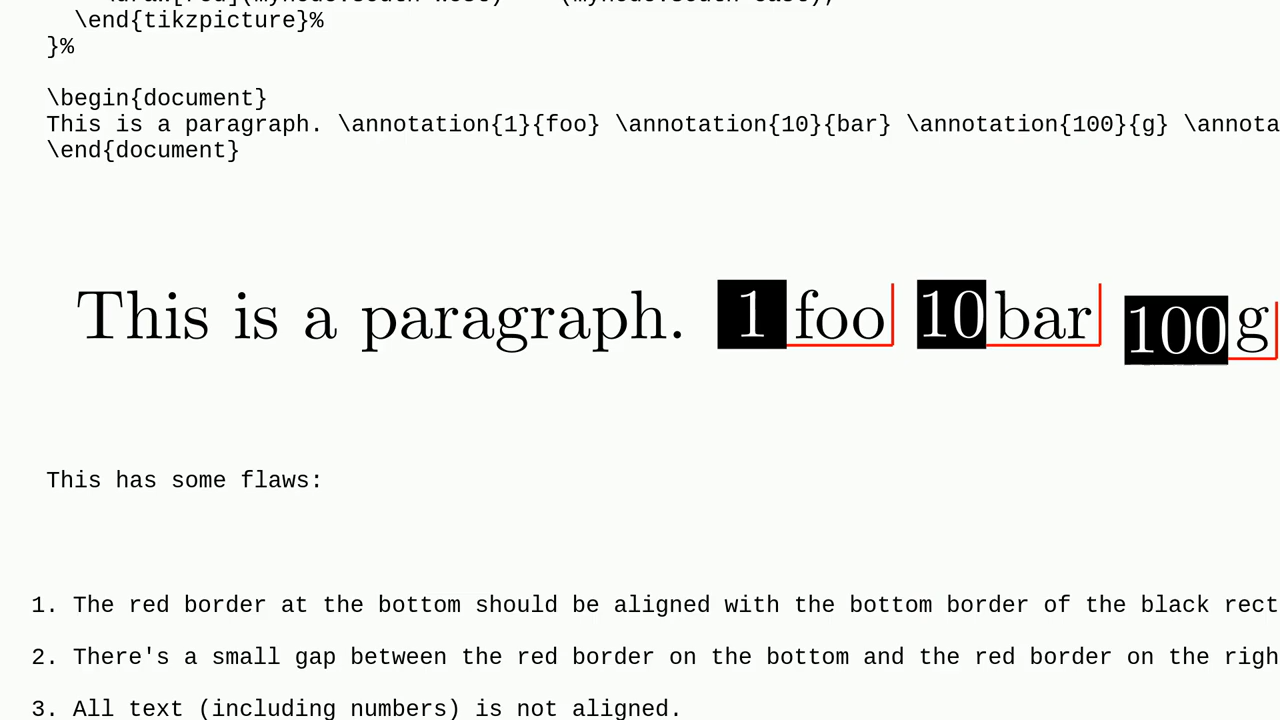 \end{tikzpicture}%
}%
\begin{document}
This is a paragraph. \annotation{1}{foo} \annotation{10}{bar} \annotation{100}{g} \annota
\end{document}
This is a paragraph. 1 foo 10 bar 100 g
This has some flaws:
1. The red border at the bottom should be aligned with the bottom border of the black rect
2. There's a small gap between the red border on the bottom and the red border on the righ
3. All text (including numbers) is not aligned.